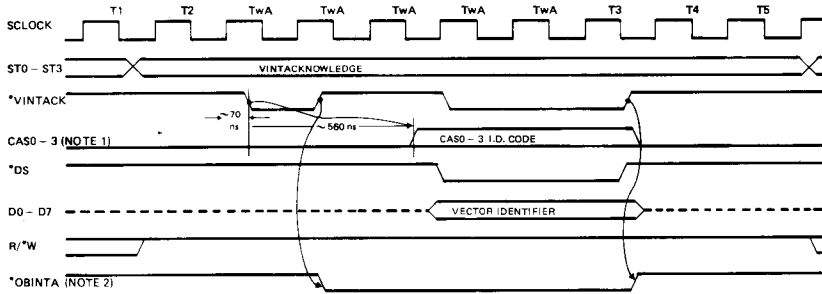 T1 T2 TwA TwA TwA TwA TwA T3 T4 T5
SCLOCK
ST0 – ST3 VINTACKNOWLEDGE
*VINTACK
~70 ns ~560 ns
CAS0 – 3 (NOTE 1) CAS0 – 3 I.D. CODE
*DS
D0 – D7 VECTOR IDENTIFIER
R/*W
*OBINTA (NOTE 2)